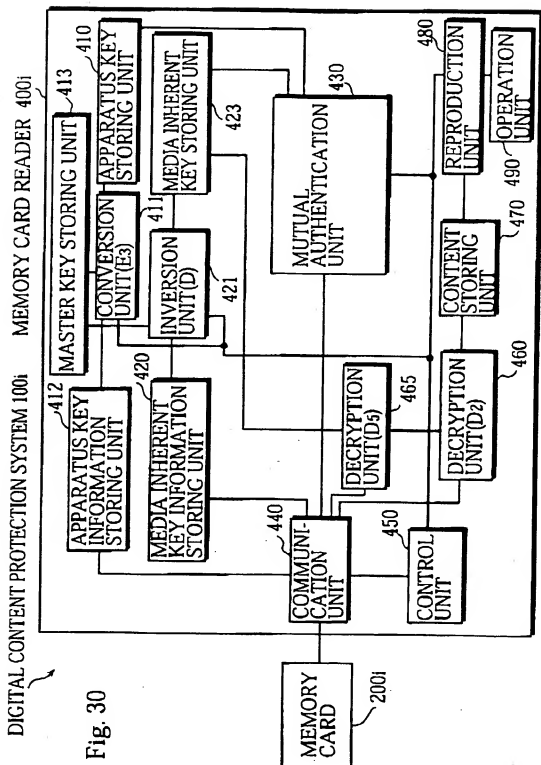 DIGITAL CONTENT PROTECTION SYSTEM 100i
MEMORY CARD READER 400i
Fig. 30
413
MASTER KEY STORING UNIT
412
APPARATUS KEY
INFORMATION
STORING UNIT
CONVERSION
UNIT(E3)
411
410
APPARATUS KEY
STORING UNIT
420
MEDIA INHERENT
KEY INFORMATION
STORING UNIT
INVERSION
UNIT(D)
421
MEDIA INHERENT
KEY STORING UNIT
423
MEMORY
CARD
200i
440
COMMUNI-
CATION
UNIT
MUTUAL
AUTHENTICATION
UNIT
430
DECRYPTION
UNIT(D5)
465
450
CONTROL
UNIT
DECRYPTION
UNIT(D2)
460
CONTENT
STORING
UNIT
470
REPRODUCTION
UNIT
480
OPERATION
UNIT
490